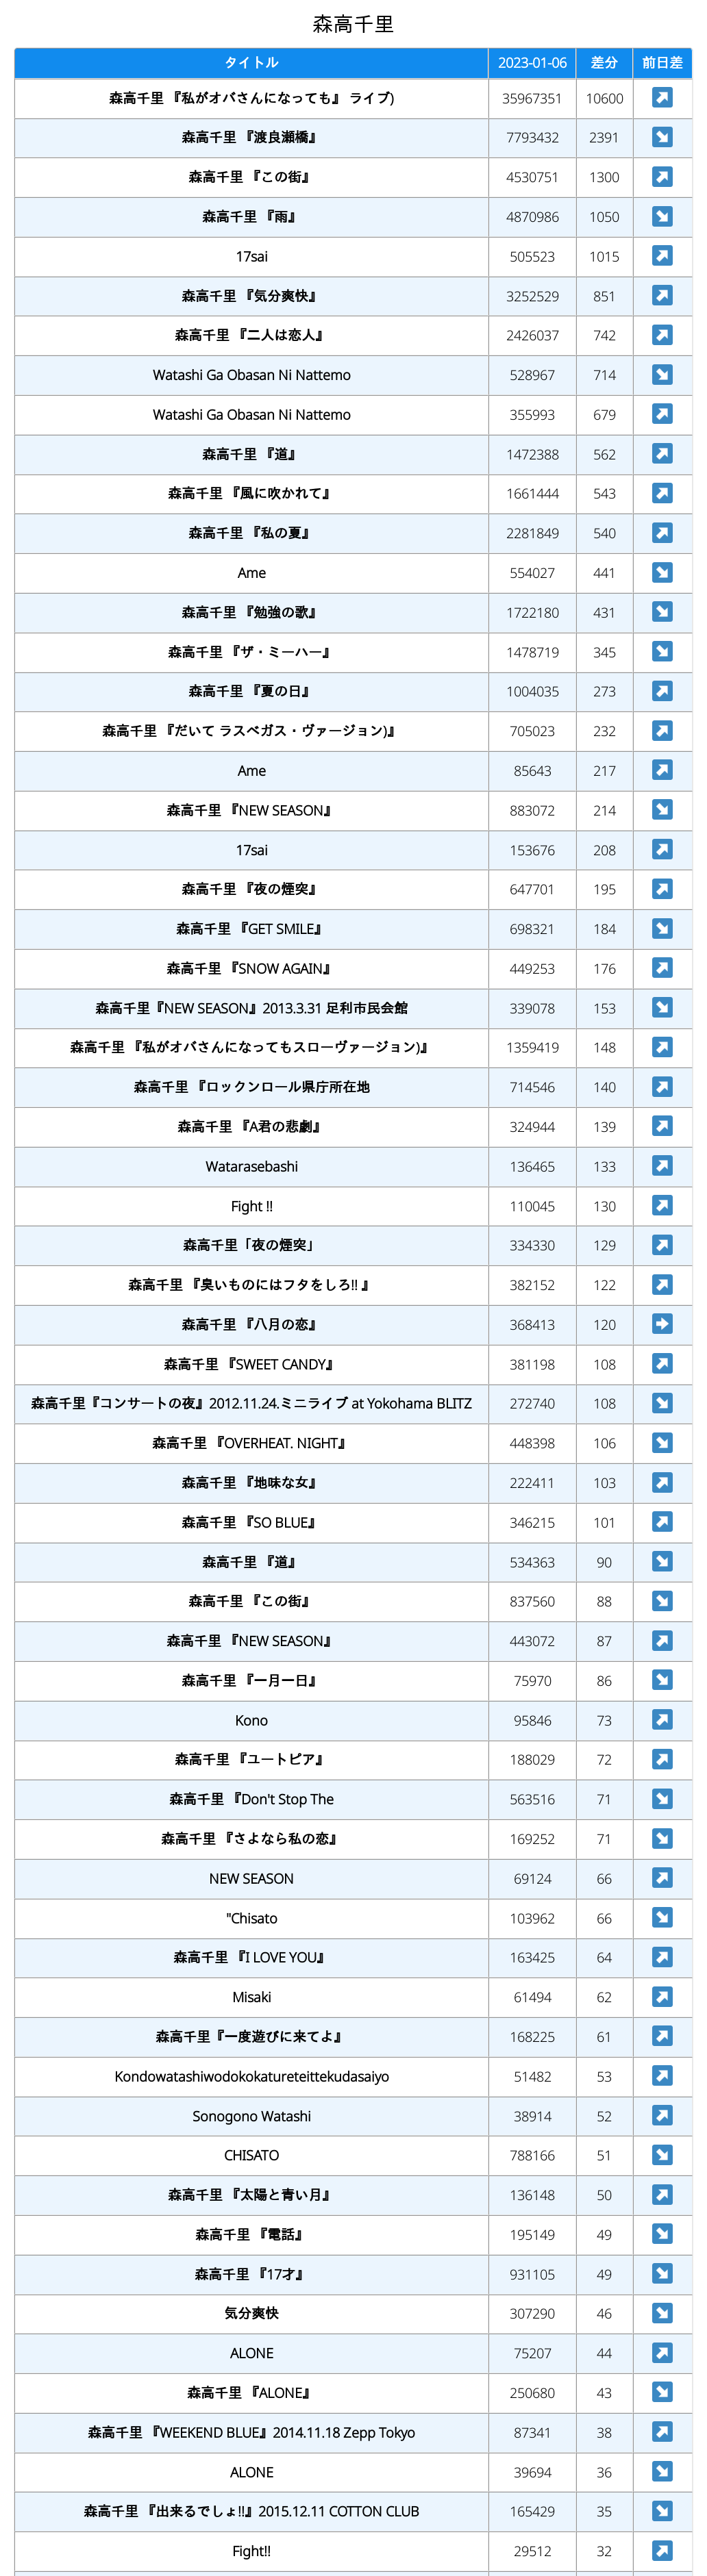 森高千里
タイトル 2023-01-06 差分 前日差
森高千里 『私がオバさんになっても』 ライブ) 35967351 10600
森高千里 『渡良瀬橋』 7793432 2391
森高千里 『この街』 4530751 1300
森高千里 『雨』 4870986 1050
17sai 505523 1015
森高千里 『気分爽快』 3252529 851
森高千里 『二人は恋人』 2426037 742
Watashi Ga Obasan Ni Nattemo 528967 714
Watashi Ga Obasan Ni Nattemo 355993 679
森高千里 『道』 1472388 562
森高千里 『風に吹かれて』 1661444 543
森高千里 『私の夏』 2281849 540
Ame 554027 441
森高千里 『勉強の歌』 1722180 431
森高千里 『ザ・ミーハー』 1478719 345
森高千里 『夏の日』 1004035 273
森高千里 『だいて ラスベガス・ヴァージョン)』 705023 232
Ame 85643 217
森高千里 『NEW SEASON』 883072 214
17sai 153676 208
森高千里 『夜の煙突』 647701 195
森高千里 『GET SMILE』 698321 184
森高千里 『SNOW AGAIN』 449253 176
森高千里『NEW SEASON』2013.3.31 足利市民会館 339078 153
森高千里 『私がオバさんになってもスローヴァージョン)』 1359419 148
森高千里 『ロックンロール県庁所在地 714546 140
森高千里 『A君の悲劇』 324944 139
Watarasebashi 136465 133
Fight !! 110045 130
森高千里「夜の煙突」 334330 129
森高千里 『臭いものにはフタをしろ!! 』 382152 122
森高千里 『八月の恋』 368413 120
森高千里 『SWEET CANDY』 381198 108
森高千里『コンサートの夜』2012.11.24.ミニライブ at Yokohama BLITZ 272740 108
森高千里 『OVERHEAT. NIGHT』 448398 106
森高千里 『地味な女』 222411 103
森高千里 『SO BLUE』 346215 101
森高千里 『道』 534363 90
森高千里 『この街』 837560 88
森高千里 『NEW SEASON』 443072 87
森高千里 『一月一日』 75970 86
Kono 95846 73
森高千里 『ユートピア』 188029 72
森高千里 『Don't Stop The 563516 71
森高千里 『さよなら私の恋』 169252 71
NEW SEASON 69124 66
"Chisato 103962 66
森高千里 『I LOVE YOU』 163425 64
Misaki 61494 62
森高千里『一度遊びに来てよ』 168225 61
Kondowatashiwodokokatureteittekudasaiyo 51482 53
Sonogono Watashi 38914 52
CHISATO 788166 51
森高千里 『太陽と青い月』 136148 50
森高千里 『電話』 195149 49
森高千里 『17才』 931105 49
気分爽快 307290 46
ALONE 75207 44
森高千里 『ALONE』 250680 43
森高千里 『WEEKEND BLUE』2014.11.18 Zepp Tokyo 87341 38
ALONE 39694 36
森高千里 『出来るでしょ!!』2015.12.11 COTTON CLUB 165429 35
Fight!! 29512 32